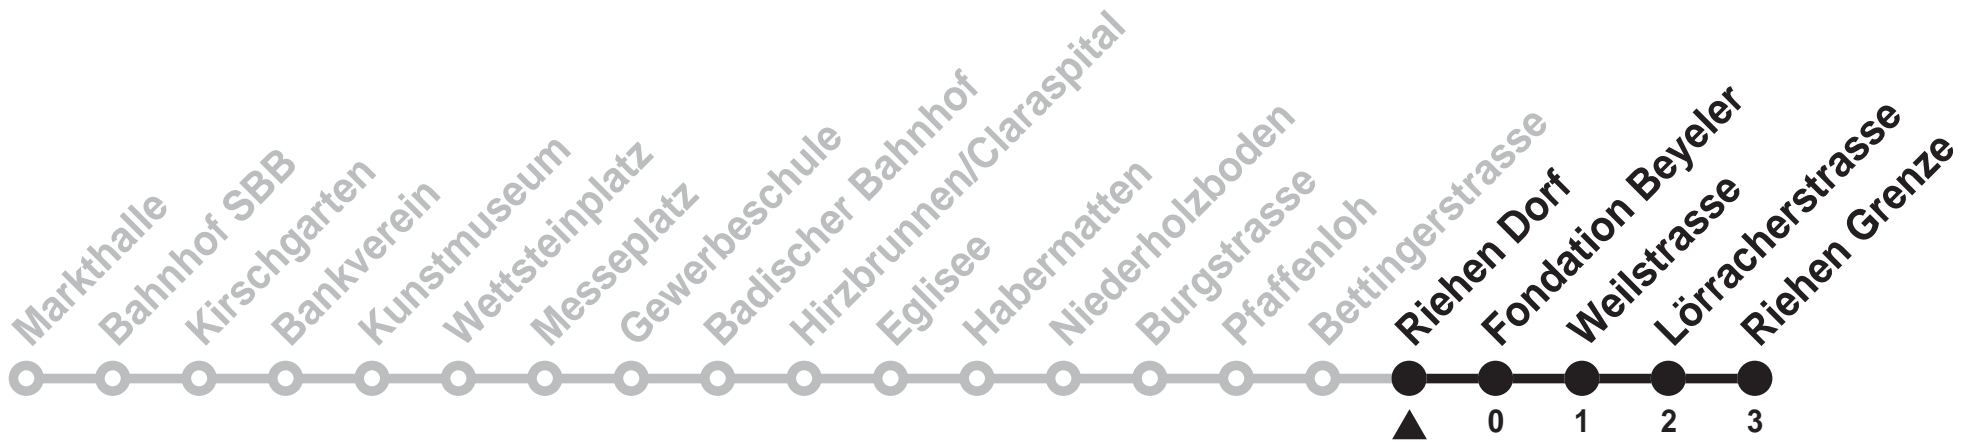 Markthalle
Bahnhof SBB
Kirschgarten
Bankverein
Kunstmuseum
Wettsteinplatz
Messeplatz
Gewerbeschule
Badischer Bahnhof
Hirzbrunnen/Claraspital
Eglisee
Habermatten
Niederholzboden
Burgstrasse
Pfaffenloh
Bettingerstrasse
Riehen Dorf
Fondation Beyeler
Weilstrasse
Lörracherstrasse
Riehen Grenze
0 1 2 3